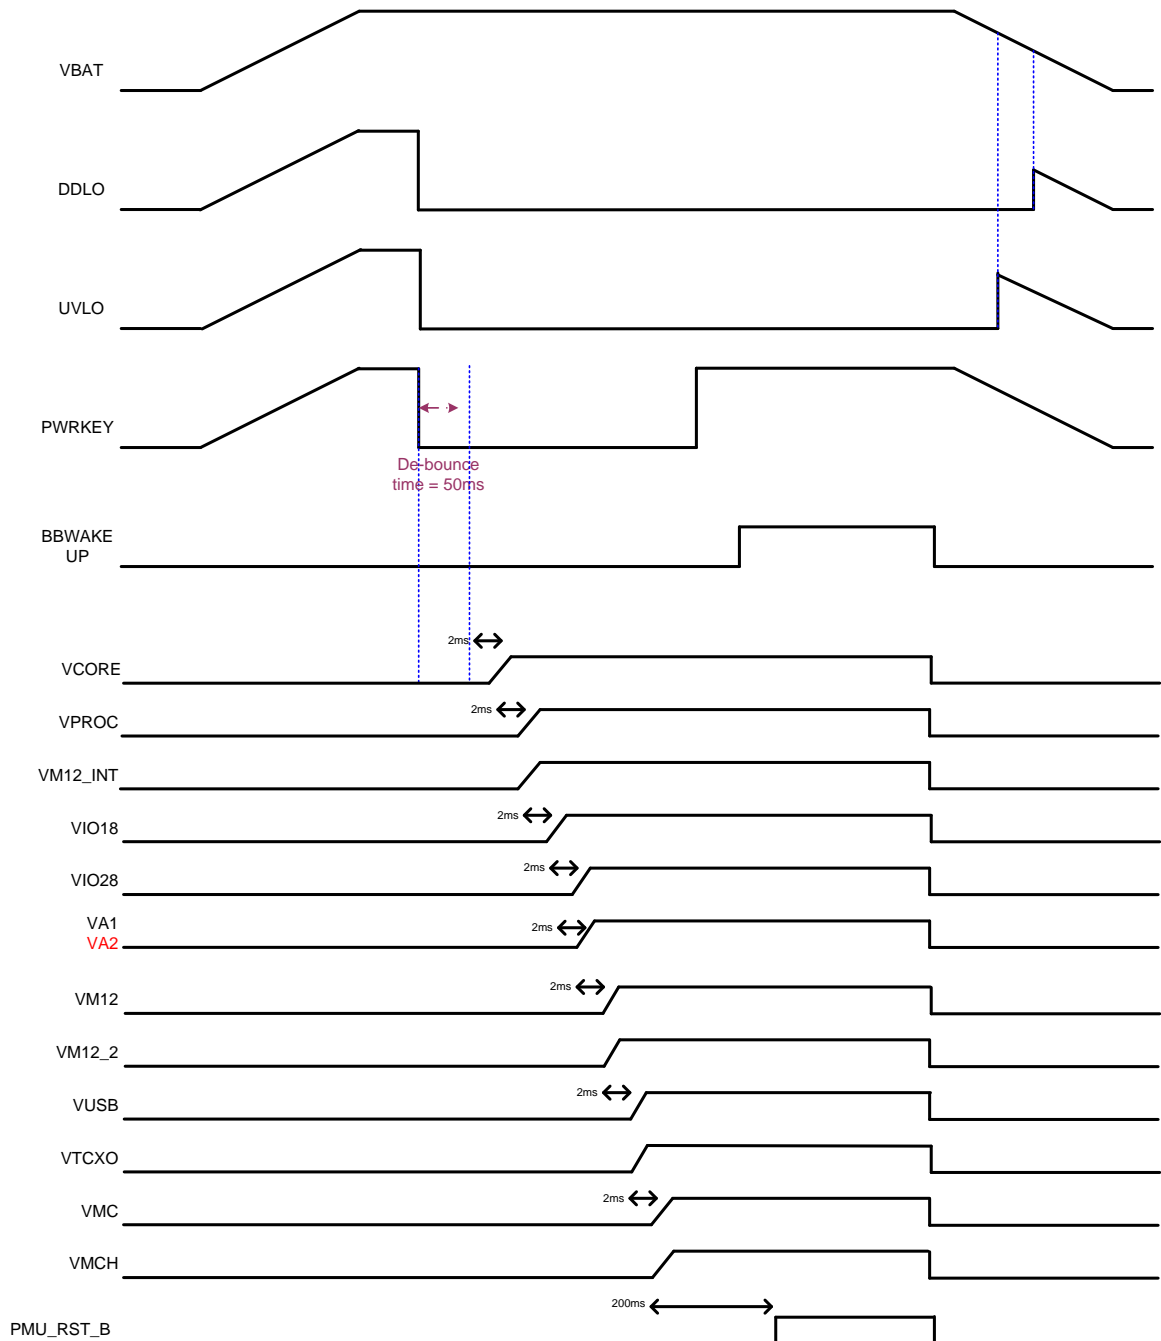 VBAT
DDLO
UVLO
PWRKEY
De-bounce
time = 50ms
BBWAKE
UP
2ms
VCORE
2ms
VPROC
VM12_INT
2ms
VIO18
2ms
VIO28
VA1
2ms
VA2
2ms
VM12
VM12_2
2ms
VUSB
VTCXO
2ms
VMC
VMCH
200ms
PMU_RST_B